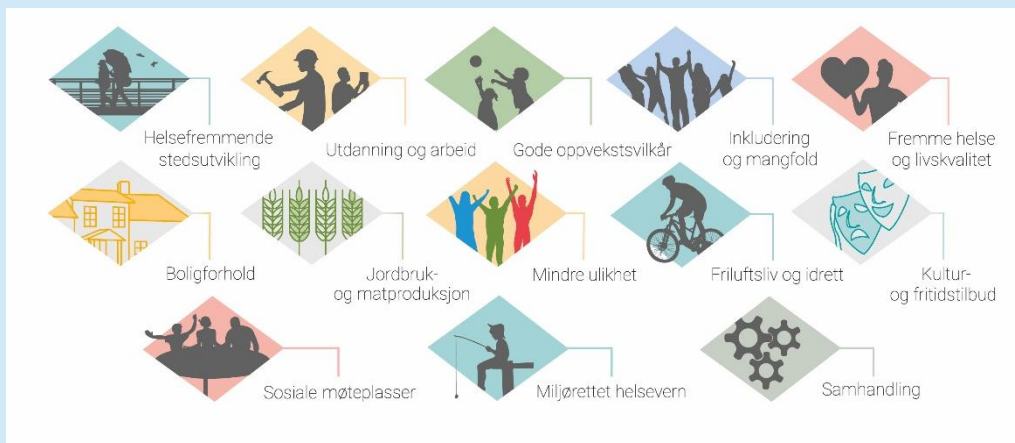 Helsefremmende
stedsutvikling
Utdanning og arbeid
Gode oppvekstsvilkår
Inkludering
og mangfold
Fremme helse
og livskvalitet
Boligforhold
Jordbruk-
og matproduksjon
Mindre ulikhet
Friluftsliv og idrett
Kultur-
og fritidstilbud
Sosiale møteplasser
Miljørettet helsevern
Samhandling